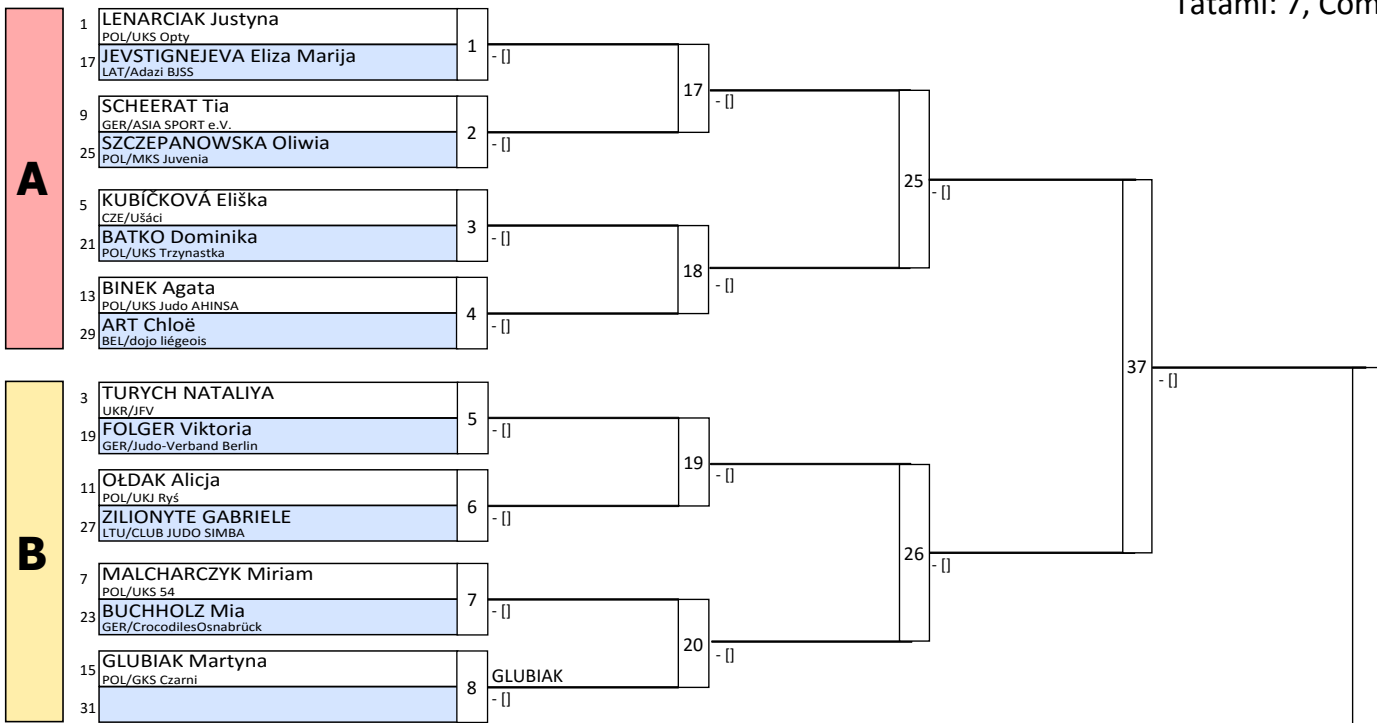 Tatami: 7, Com
A
1 LENARCIAK Justyna
POL/UKS Opty
17 JEVSTIGNEJEVA Eliza Marija
LAT/Adazi BJSS
1
- []
9 SCHEERAT Tia
GER/ASIA SPORT e.V.
25 SZCZEPANOWSKA Oliwia
POL/MKS Juvenia
2
- []
17
- []
5 KUBÍČKOVÁ Eliška
CZE/Ušáci
21 BATKO Dominika
POL/UKS Trzynastka
3
- []
13 BINEK Agata
POL/UKS Judo AHINSA
29 ART Chloë
BEL/dojo liégeois
4
- []
18
- []
25
- []
B
3 TURYCH NATALIYA
UKR/JFV
19 FOLGER Viktoria
GER/Judo-Verband Berlin
5
- []
11 OŁDAK Alicja
POL/UKJ Ryś
27 ZILIONYTE GABRIELE
LTU/CLUB JUDO SIMBA
6
- []
19
- []
7 MALCHARCZYK Miriam
POL/UKS 54
23 BUCHHOLZ Mia
GER/CrocodilesOsnabrück
7
- []
15 GLUBIAK Martyna
POL/GKS Czarni
31
8
GLUBIAK
- []
20
- []
26
- []
37
- []